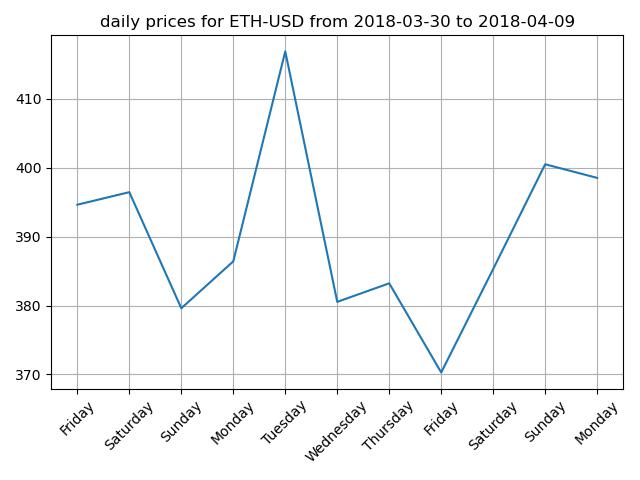 daily prices for ETH-USD from 2018-03-30 to 2018-04-09
410
400
390
380
370
Friday
Saturday
Sunday
Monday
Tuesday
Wednesday
Thursday
Friday
Saturday
Sunday
Monday